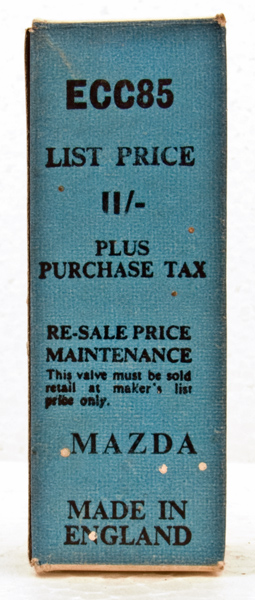 ECC85
LIST PRICE
11/-
PLUS
PURCHASE TAX
RE-SALE PRICE
MAINTENANCE
This valve must be sold
retail at maker's list
price only.
MAZDA
MADE IN
ENGLAND